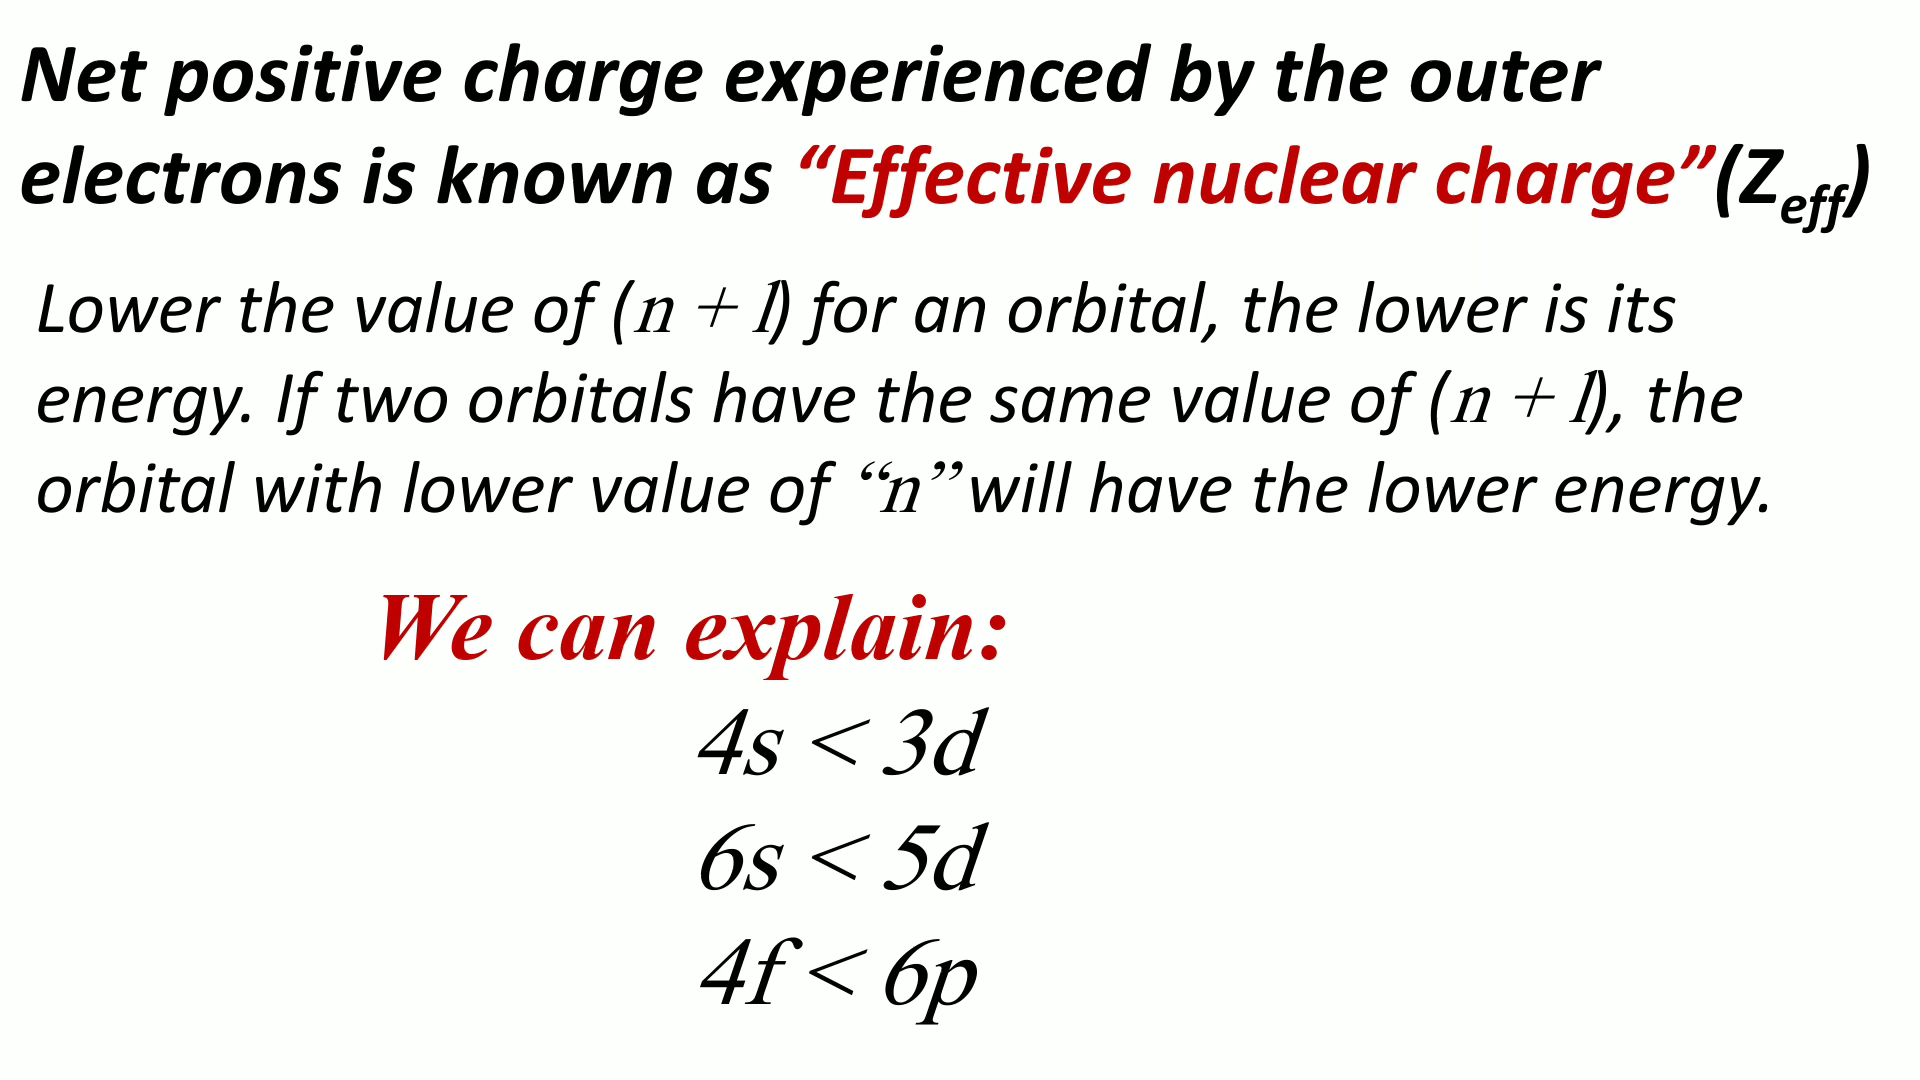 Net positive charge experienced by the outer
electrons is known as “Effective nuclear charge”(Zeff)
Lower the value of (n + l) for an orbital, the lower is its
energy. If two orbitals have the same value of (n + l), the
orbital with lower value of “n” will have the lower energy.
We can explain:
4s < 3d
6s < 5d
4f < 6p